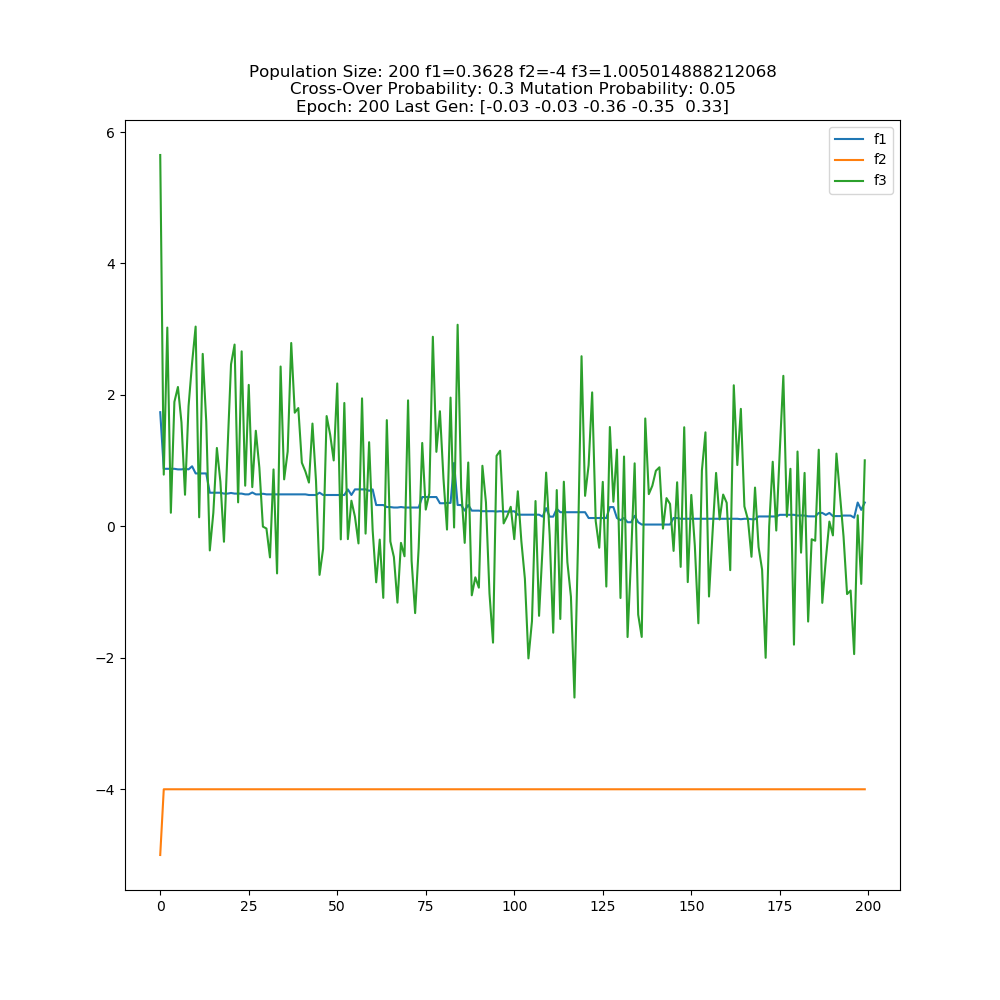 Population Size: 200 f1=0.3628 f2=-4 f3=1.005014888212068
Cross-Over Probability: 0.3 Mutation Probability: 0.05
Epoch: 200 Last Gen: [-0.03 -0.03 -0.36 -0.35  0.33]
f1
f2
f3
6
4
2
0
−2
−4
0 25 50 75 100 125 150 175 200